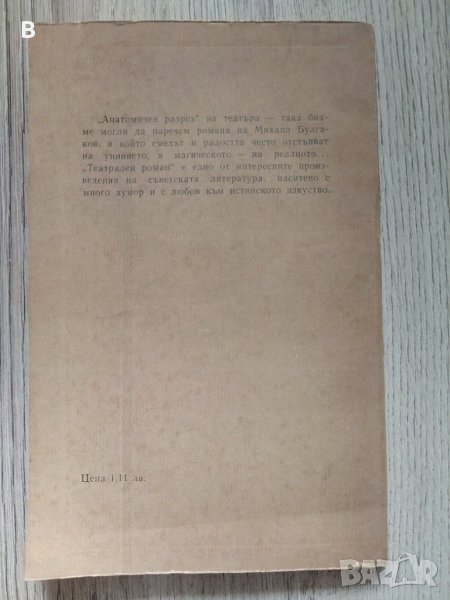 B
„Анатомичен разрез“ на театъра — така бих-
ме могли да наречем романа на Михаил Булга-
ков, в който смехът и радостта често отстъпват
на унинието, а магическото — на реалното...
„Театрален роман“ е едно от интересните произ-
ведения на съветската литература, наситено с
много хумор и с любов към истинското изкуство.
Цена 1,11 лв.
BAZAR